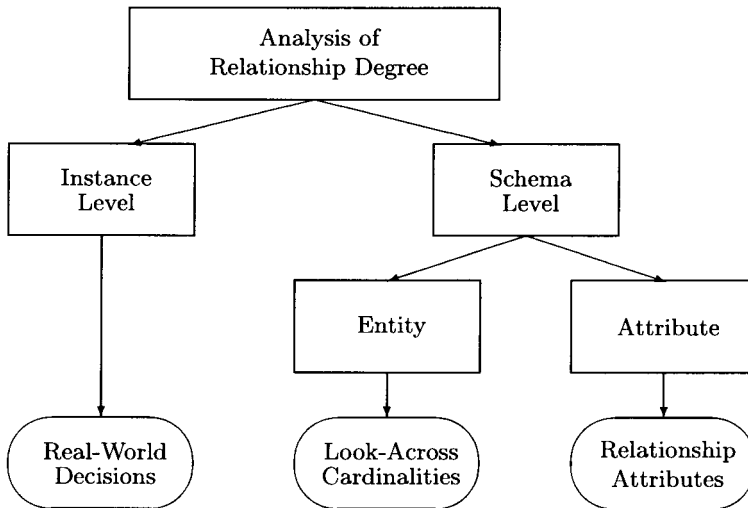 Analysis of
Relationship Degree
Instance
Level
Schema
Level
Entity
Attribute
Real-World
Decisions
Look-Across
Cardinalities
Relationship
Attributes